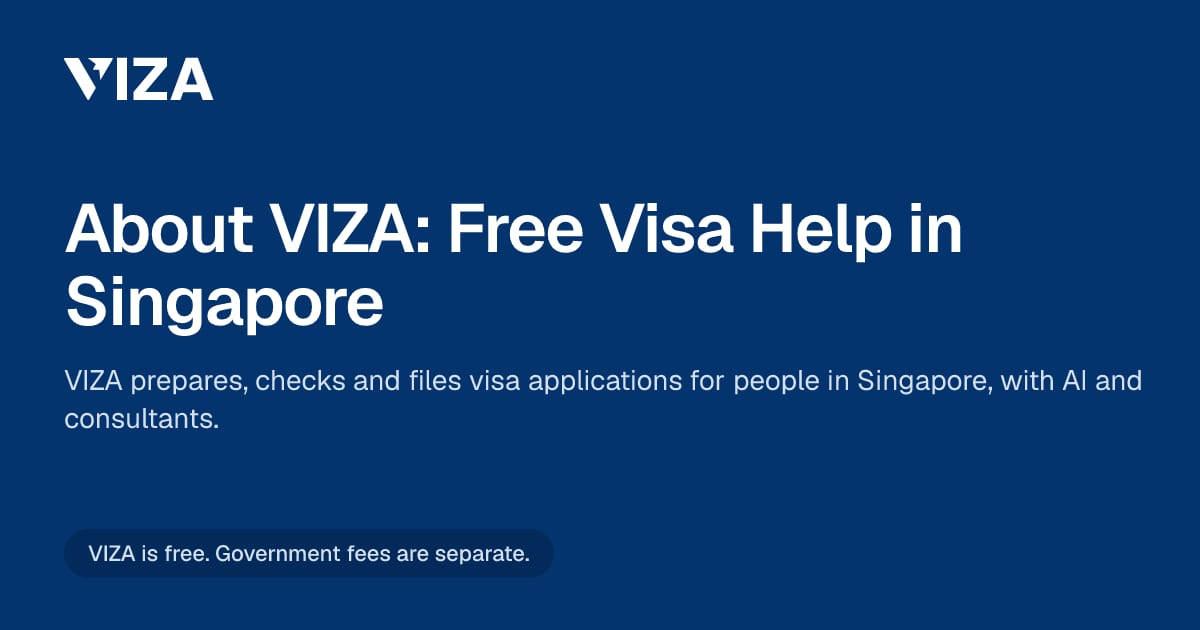 VIZA
About VIZA: Free Visa Help in
Singapore
VIZA prepares, checks and files visa applications for people in Singapore, with AI and
consultants.
VIZA is free. Government fees are separate.